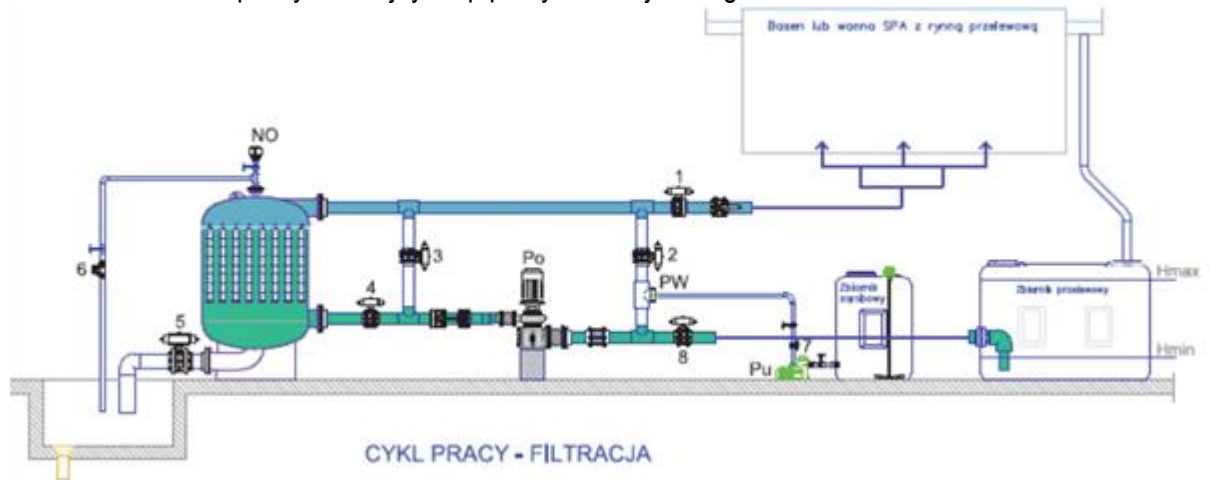 Basen lub wanna SPA z rynną przelewową
NO
1
6
3
Po
2
4
PW
Zbiornik
Zbiornik przelewowy
Hmax
5
7
8
Pu
Hmin
CYKL PRACY - FILTRACJA